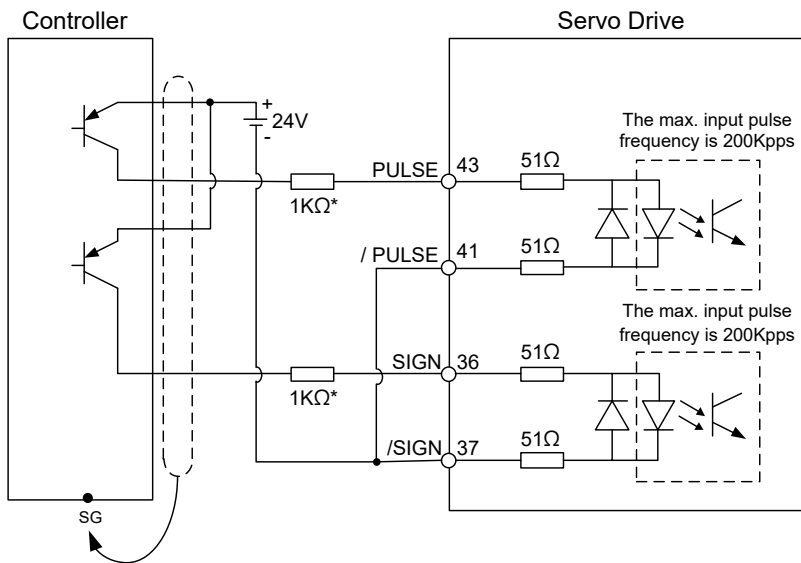 Controller
Servo Drive
+
24V
-
The max. input pulse
frequency is 200Kpps
PULSE
43
51Ω
1KΩ*
/ PULSE
41
51Ω
The max. input pulse
frequency is 200Kpps
SIGN
36
51Ω
1KΩ*
/SIGN
37
51Ω
SG